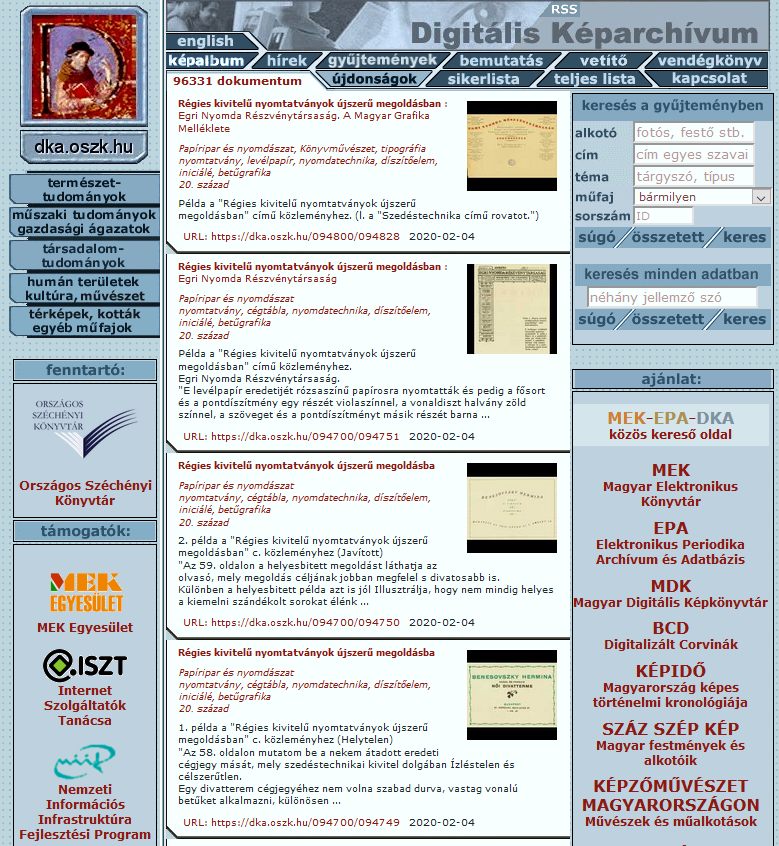 RSS
Digitális Képarchívum
english
képalbum
hírek
gyűjtemények
bemutatás
vetítő
vendégkönyv
96331 dokumentum
újdonságok
sikerlista
teljes lista
kapcsolat
dka.oszk.hu
természet-
tudományok
műszaki tudományok
gazdasági ágazatok
társadalom-
tudományok
humán területek
kultúra, művészet
térképek, kották
egyéb műfajok
fenntartó:
ORSZÁGOS
SZÉCHÉNYI
KÖNYVTÁR
Országos Széchényi
Könyvtár
támogatók:
MEK
EGYESÜLET
MEK Egyesület
ISZT
Internet
Szolgáltatók
Tanácsa
niif
Nemzeti
Információs
Infrastruktúra
Fejlesztési Program
Régies kivitelű nyomtatványok újszerű megoldásban :
Egri Nyomda Részvénytársaság. A Magyar Grafika
Melléklete
Papíripar és nyomdászat, Könyvművészet, tipográfia
nyomtatvány, levélpapír, nyomdatechnika, díszítőelem,
iniciálé, betűgrafika
20. század
Példa a "Régies kivitelű nyomtatványok újszerű
megoldásban" című közleményhez. (l. a "Szedéstechnika című rovatot.")
URL: https://dka.oszk.hu/094800/094828 2020-02-04
Régies kivitelű nyomtatványok újszerű megoldásban :
Egri Nyomda Részvénytársaság
Papíripar és nyomdászat
nyomtatvány, cégtábla, nyomdatechnika, díszítőelem,
iniciálé, betűgrafika
20. század
Példa a "Régies kivitelű nyomtatványok újszerű
megoldásban" című közleményhez.
Egri Nyomda Részvénytársaság.
"E levélpapír eredetijét rózsaszínű papírosra nyomtatták és pedig a fősort
és a pontdíszítmény egy részét violaszínnel, a vonaldiszt halvány zöld
színnel, a szöveget és a pontdíszítményt másik részét barna ...
URL: https://dka.oszk.hu/094700/094751 2020-02-04
Régies kivitelű nyomtatványok újszerű megoldásba
Papíripar és nyomdászat
nyomtatvány, cégtábla, nyomdatechnika, díszítőelem,
iniciálé, betűgrafika
20. század
BENESOVSZKY HERMINA
2. példa a "Régies kivitelű nyomtatványok újszerű
megoldásban" c. közleményhez (Javított)
"Az 59. oldalon a helyesbitett megoldást láthatja az
olvasó, mely megoldás céljának jobban megfelel s divatosabb is.
Különben a helyesbitett példa azt is jól Illusztrálja, hogy nem mindig helyes
a kiemelni szándékolt sorokat élénk ...
URL: https://dka.oszk.hu/094700/094750 2020-02-04
Régies kivitelű nyomtatványok újszerű megoldásba
Papíripar és nyomdászat
nyomtatvány, cégtábla, nyomdatechnika, díszítőelem,
iniciálé, betűgrafika
20. század
BENESOVSZKY HERMINA
NŐI DIVATTERME
1. példa a "Régies kivitelű nyomtatványok újszerű
megoldásban" c. közleményhez (Helytelen)
"Az 58. oldalon mutatom be a nekem átadott eredeti
cégjegy mását, mely szedéstechnikai kivitel dolgában Ízléstelen és
célszerűtlen.
Egy divatterem cégjegyéhez nem volna szabad durva, vastag vonalú
betűket alkalmazni, különösen ...
URL: https://dka.oszk.hu/094700/094749 2020-02-04
keresés a gyűjteményben
alkotó fotós, festő stb.
cím cím egyes szavai
téma tárgyszó, típus
műfaj bármilyen
sorszám ID
súgó összetett keres
keresés minden adatban
néhány jellemző szó
súgó összetett keres
ajánlat:
MEK-EPA-DKA
közös kereső oldal
MEK
Magyar Elektronikus
Könyvtár
EPA
Elektronikus Periodika
Archívum és Adatbázis
MDK
Magyar Digitális Képkönyvtár
BCD
Digitalizált Corvinák
KÉPIDŐ
Magyarország képes
történelmi kronológiája
SZÁZ SZÉP KÉP
Magyar festmények és
alkotóik
KÉPZŐMŰVÉSZET
MAGYARORSZÁGON
Művészek és műalkotások